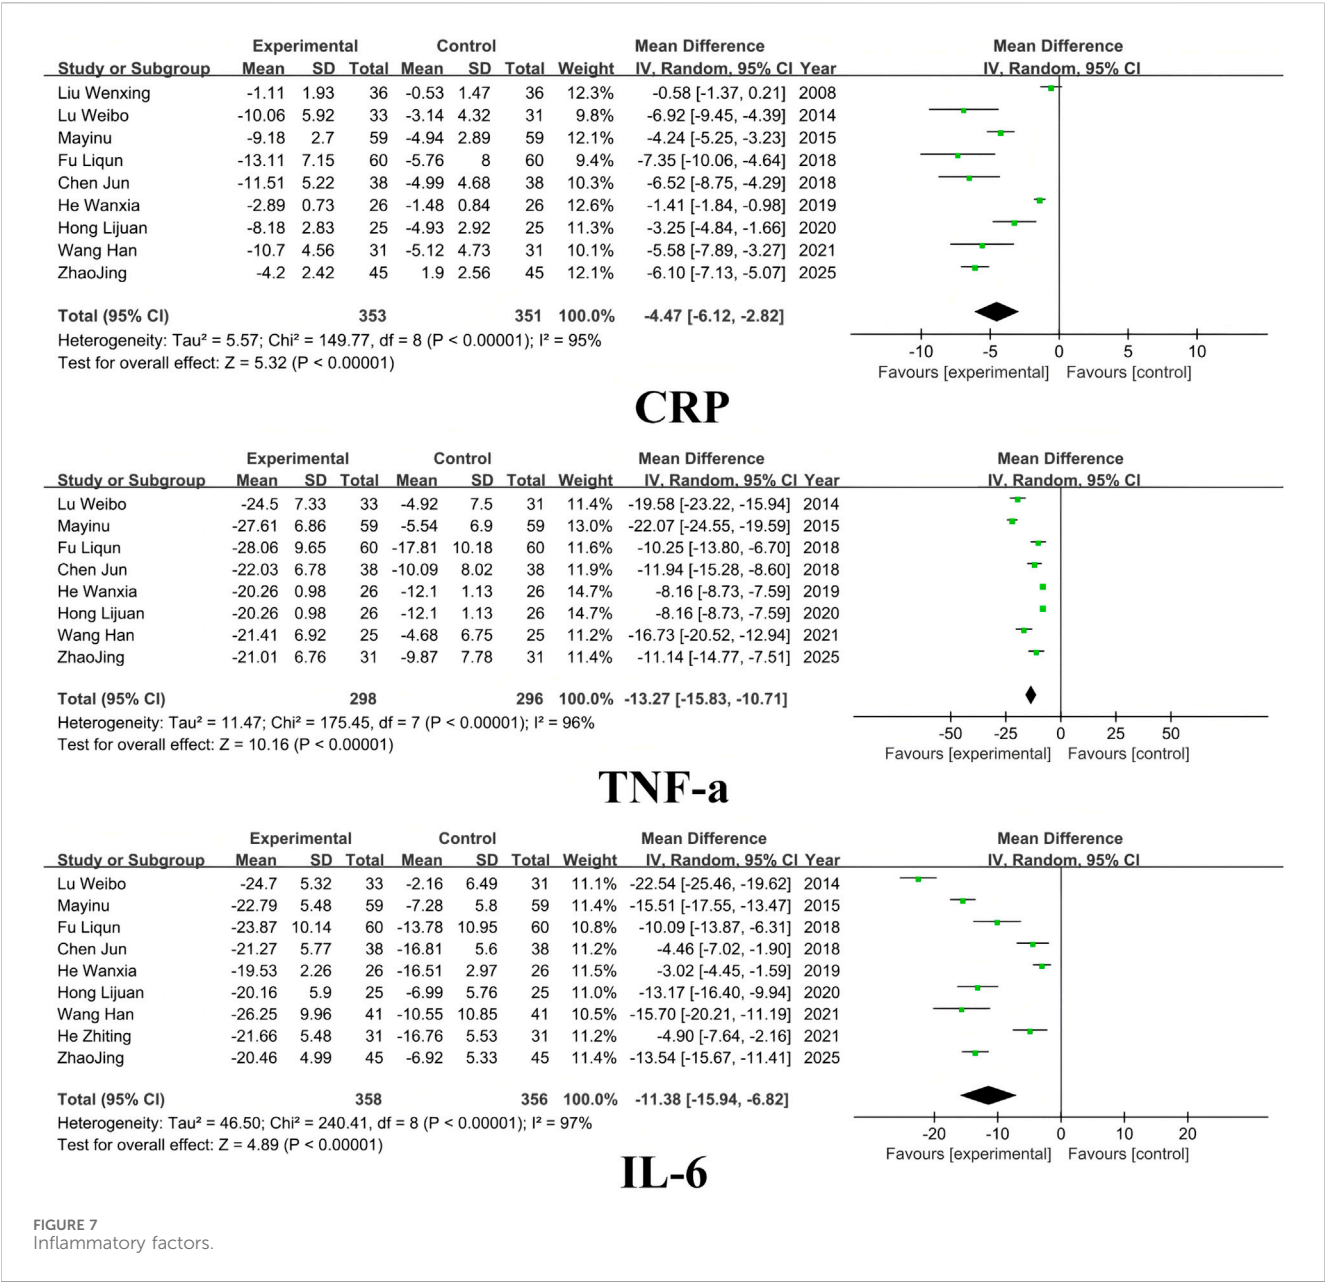 Experimental Control Mean Difference Mean Difference
Study or Subgroup Mean SD Total Mean SD Total Weight IV, Random, 95% CI Year IV, Random, 95% CI
Liu Wenxing -1.11 1.93 36 -0.53 1.47 36 12.3% -0.58 [-1.37, 0.21] 2008
Lu Weibo -10.06 5.92 33 -3.14 4.32 31 9.8% -6.92 [-9.45, -4.39] 2014
Mayinu -9.18 2.7 59 -4.94 2.89 59 12.1% -4.24 [-5.25, -3.23] 2015
Fu Liqun -13.11 7.15 60 -5.76 8 60 9.4% -7.35 [-10.06, -4.64] 2018
Chen Jun -11.51 5.22 38 -4.99 4.68 38 10.3% -6.52 [-8.75, -4.29] 2018
He Wanxia -2.89 0.73 26 -1.48 0.84 26 12.6% -1.41 [-1.84, -0.98] 2019
Hong Lijuan -8.18 2.83 25 -4.93 2.92 25 11.3% -3.25 [-4.84, -1.66] 2020
Wang Han -10.7 4.56 31 -5.12 4.73 31 10.1% -5.58 [-7.89, -3.27] 2021
ZhaoJing -4.2 2.42 45 1.9 2.56 45 12.1% -6.10 [-7.13, -5.07] 2025
Total (95% CI) 353 351 100.0% -4.47 [-6.12, -2.82]
Heterogeneity: Tau² = 5.57; Chi² = 149.77, df = 8 (P < 0.00001); I² = 95%
Test for overall effect: Z = 5.32 (P < 0.00001)
-10 -5 0 5 10
Favours [experimental] Favours [control]
CRP
Experimental Control Mean Difference Mean Difference
Study or Subgroup Mean SD Total Mean SD Total Weight IV, Random, 95% CI Year IV, Random, 95% CI
Lu Weibo -24.5 7.33 33 -4.92 7.5 31 11.4% -19.58 [-23.22, -15.94] 2014
Mayinu -27.61 6.86 59 -5.54 6.9 59 13.0% -22.07 [-24.55, -19.59] 2015
Fu Liqun -28.06 9.65 60 -17.81 10.18 60 11.6% -10.25 [-13.80, -6.70] 2018
Chen Jun -22.03 6.78 38 -10.09 8.02 38 11.9% -11.94 [-15.28, -8.60] 2018
He Wanxia -20.26 0.98 26 -12.1 1.13 26 14.7% -8.16 [-8.73, -7.59] 2019
Hong Lijuan -20.26 0.98 26 -12.1 1.13 26 14.7% -8.16 [-8.73, -7.59] 2020
Wang Han -21.41 6.92 25 -4.68 6.75 25 11.2% -16.73 [-20.52, -12.94] 2021
ZhaoJing -21.01 6.76 31 -9.87 7.78 31 11.4% -11.14 [-14.77, -7.51] 2025
Total (95% CI) 298 296 100.0% -13.27 [-15.83, -10.71]
Heterogeneity: Tau² = 11.47; Chi² = 175.45, df = 7 (P < 0.00001); I² = 96%
Test for overall effect: Z = 10.16 (P < 0.00001)
-50 -25 0 25 50
Favours [experimental] Favours [control]
TNF-a
Experimental Control Mean Difference Mean Difference
Study or Subgroup Mean SD Total Mean SD Total Weight IV, Random, 95% CI Year IV, Random, 95% CI
Lu Weibo -24.7 5.32 33 -2.16 6.49 31 11.1% -22.54 [-25.46, -19.62] 2014
Mayinu -22.79 5.48 59 -7.28 5.8 59 11.4% -15.51 [-17.55, -13.47] 2015
Fu Liqun -23.87 10.14 60 -13.78 10.95 60 10.8% -10.09 [-13.87, -6.31] 2018
Chen Jun -21.27 5.77 38 -16.81 5.6 38 11.2% -4.46 [-7.02, -1.90] 2018
He Wanxia -19.53 2.26 26 -16.51 2.97 26 11.5% -3.02 [-4.45, -1.59] 2019
Hong Lijuan -20.16 5.9 25 -6.99 5.76 25 11.0% -13.17 [-16.40, -9.94] 2020
Wang Han -26.25 9.96 41 -10.55 10.85 41 10.5% -15.70 [-20.21, -11.19] 2021
He Zhiting -21.66 5.48 31 -16.76 5.53 31 11.2% -4.90 [-7.64, -2.16] 2021
ZhaoJing -20.46 4.99 45 -6.92 5.33 45 11.4% -13.54 [-15.67, -11.41] 2025
Total (95% CI) 358 356 100.0% -11.38 [-15.94, -6.82]
Heterogeneity: Tau² = 46.50; Chi² = 240.41, df = 8 (P < 0.00001); I² = 97%
Test for overall effect: Z = 4.89 (P < 0.00001)
-20 -10 0 10 20
Favours [experimental] Favours [control]
IL-6
FIGURE 7
Inflammatory factors.